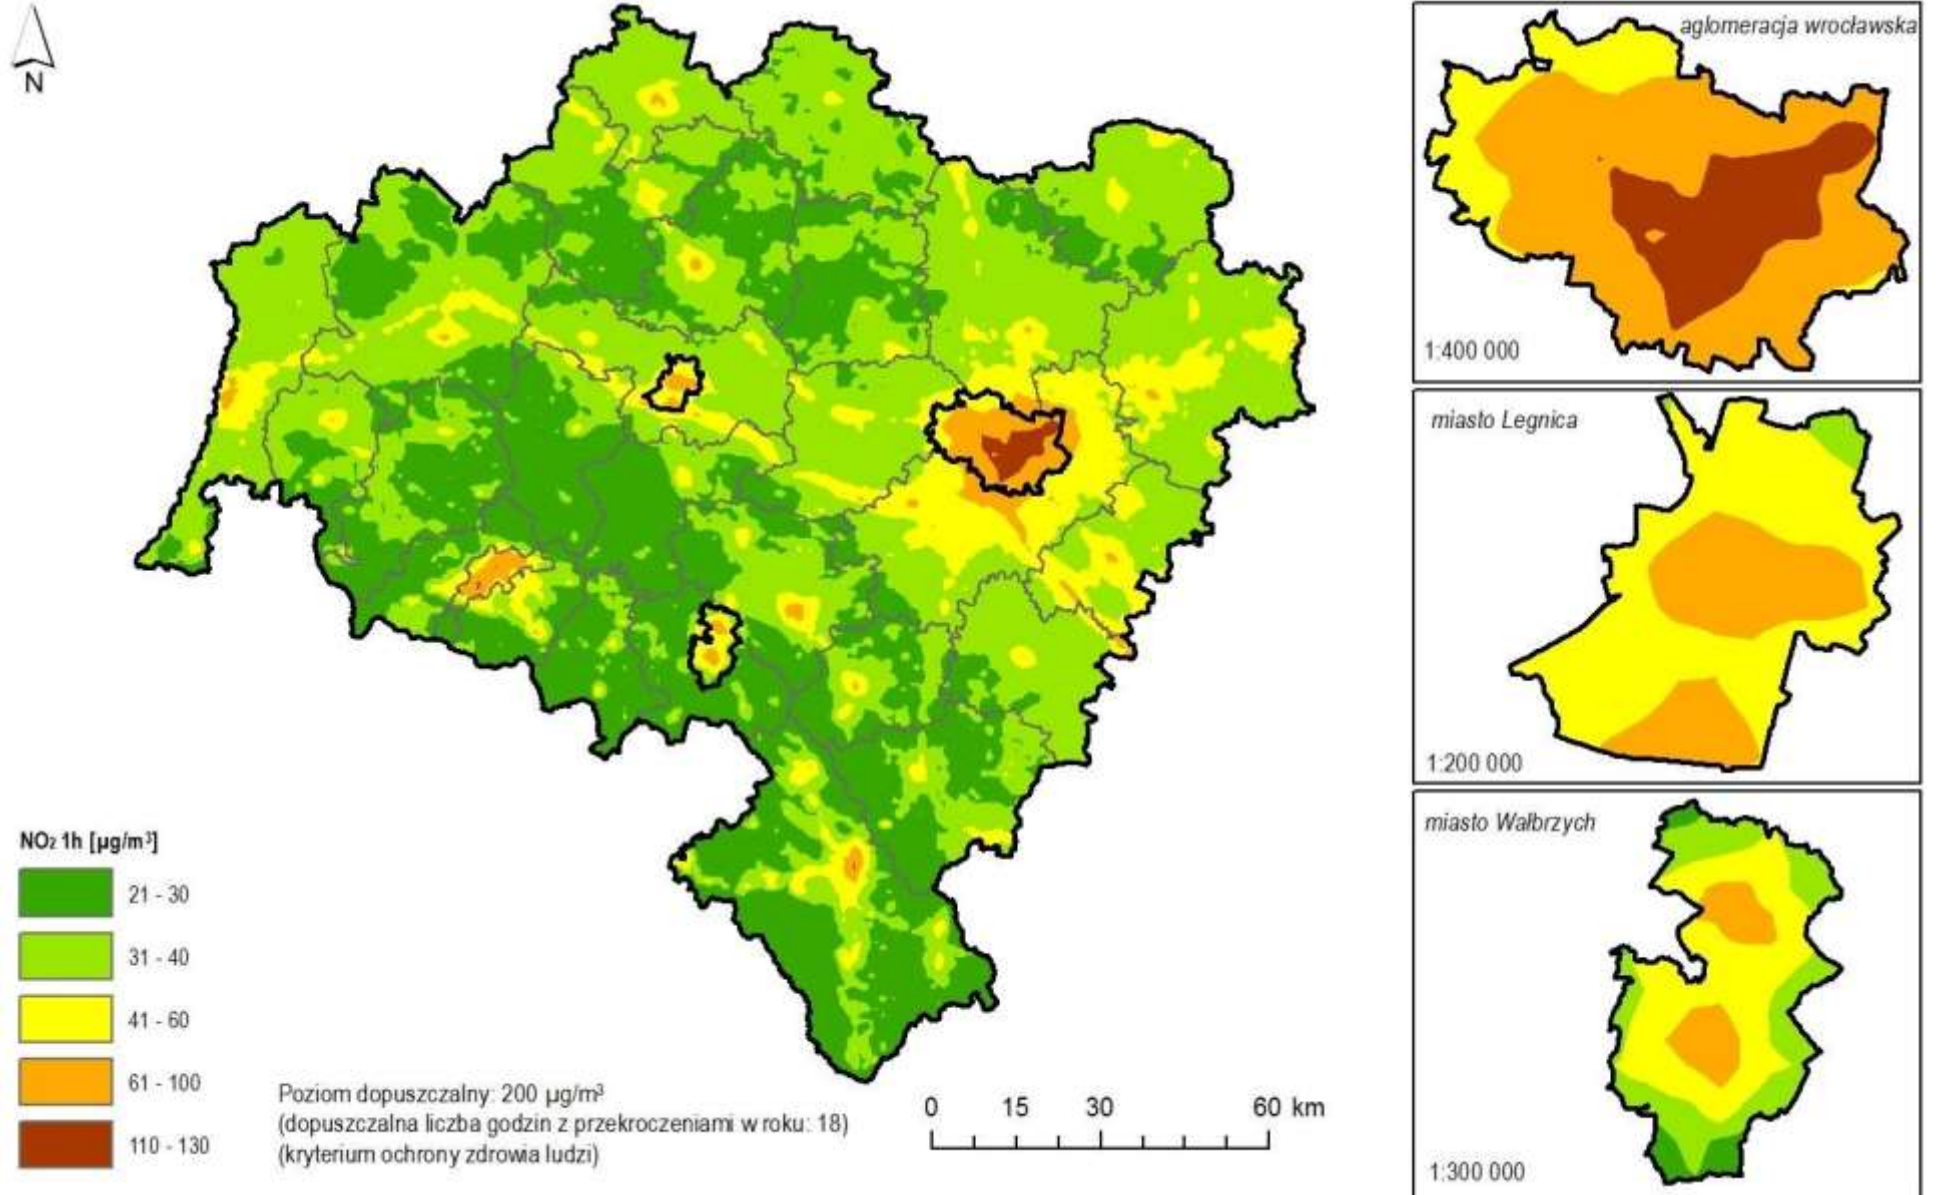 N
aglomeracja wrocławska
1:400 000
miasto Legnica
1:200 000
miasto Wałbrzych
1:300 000
NO₂ 1h [µg/m³]
21 - 30
31 - 40
41 - 60
61 - 100
110 - 130
Poziom dopuszczalny: 200 µg/m³
(dopuszczalna liczba godzin z przekroczeniami w roku: 18)
(kryterium ochrony zdrowia ludzi)
0 15 30 60 km